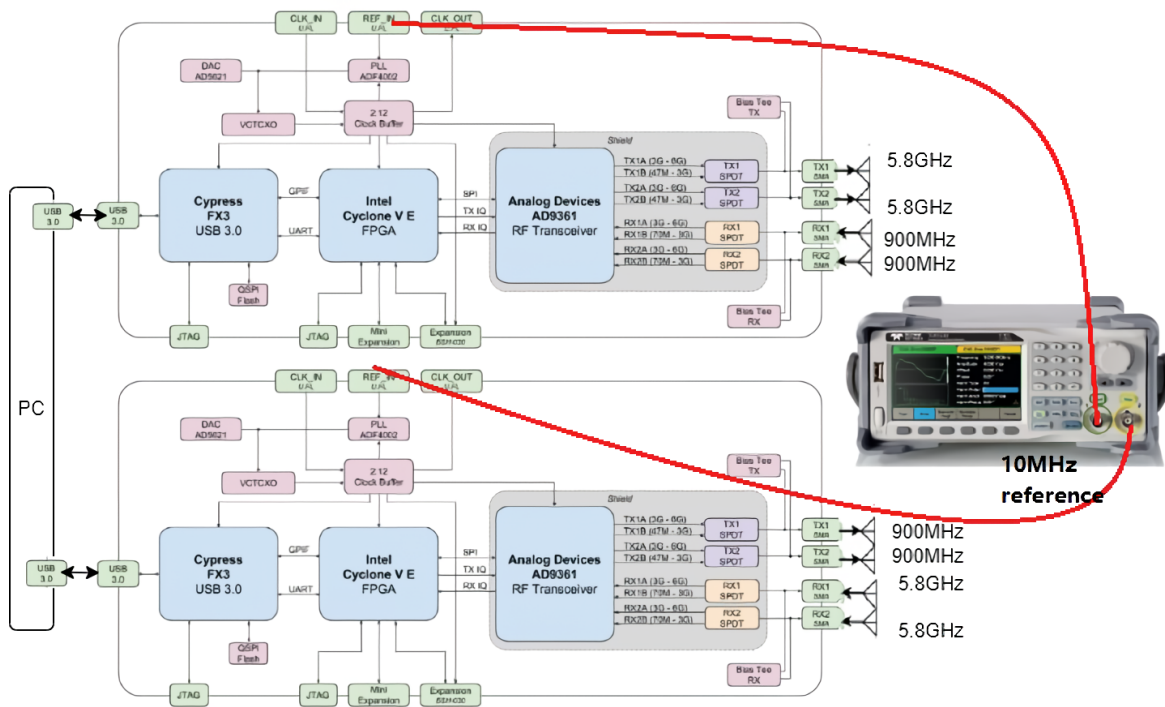 CLK_IN
U.FL
REF_IN
U.FL
CLK_OUT
U.FL
DAC
AD5621
PLL
ADF4002
VCTCXO
2:12
Clock Buffer
Bias Tee
TX
Shield
Cypress
FX3
USB 3.0
GPIF
UART
Intel
Cyclone V E
FPGA
SPI
TX IQ
RX IQ
Analog Devices
AD9361
RF Transceiver
TX1A (3G - 6G)
TX1B (47M - 3G)
TX2A (3G - 6G)
TX2B (47M - 3G)
RX1A (3G - 6G)
RX1B (70M - 3G)
RX2A (3G - 6G)
RX2B (70M - 3G)
TX1
SPDT
TX2
SPDT
RX1
SPDT
RX2
SPDT
TX1
SMA
TX2
SMA
RX1
SMA
RX2
SMA
5.8GHz
5.8GHz
900MHz
900MHz
USB
3.0
USB
3.0
QSPI
Flash
Bias Tee
RX
JTAG
JTAG
Mini
Expansion
Expansion
PC
10MHz
reference
CLK_IN
U.FL
REF_IN
U.FL
CLK_OUT
U.FL
DAC
AD5621
PLL
ADF4002
VCTCXO
2:12
Clock Buffer
Bias Tee
TX
Shield
Cypress
FX3
USB 3.0
GPIF
UART
Intel
Cyclone V E
FPGA
SPI
TX IQ
RX IQ
Analog Devices
AD9361
RF Transceiver
TX1A (3G - 6G)
TX1B (47M - 3G)
TX2A (3G - 6G)
TX2B (47M - 3G)
RX1A (3G - 6G)
RX1B (70M - 3G)
RX2A (3G - 6G)
RX2B (70M - 3G)
TX1
SPDT
TX2
SPDT
RX1
SPDT
RX2
SPDT
TX1
SMA
TX2
SMA
RX1
SMA
RX2
SMA
900MHz
900MHz
5.8GHz
5.8GHz
USB
3.0
USB
3.0
QSPI
Flash
Bias Tee
RX
JTAG
JTAG
Mini
Expansion
Expansion